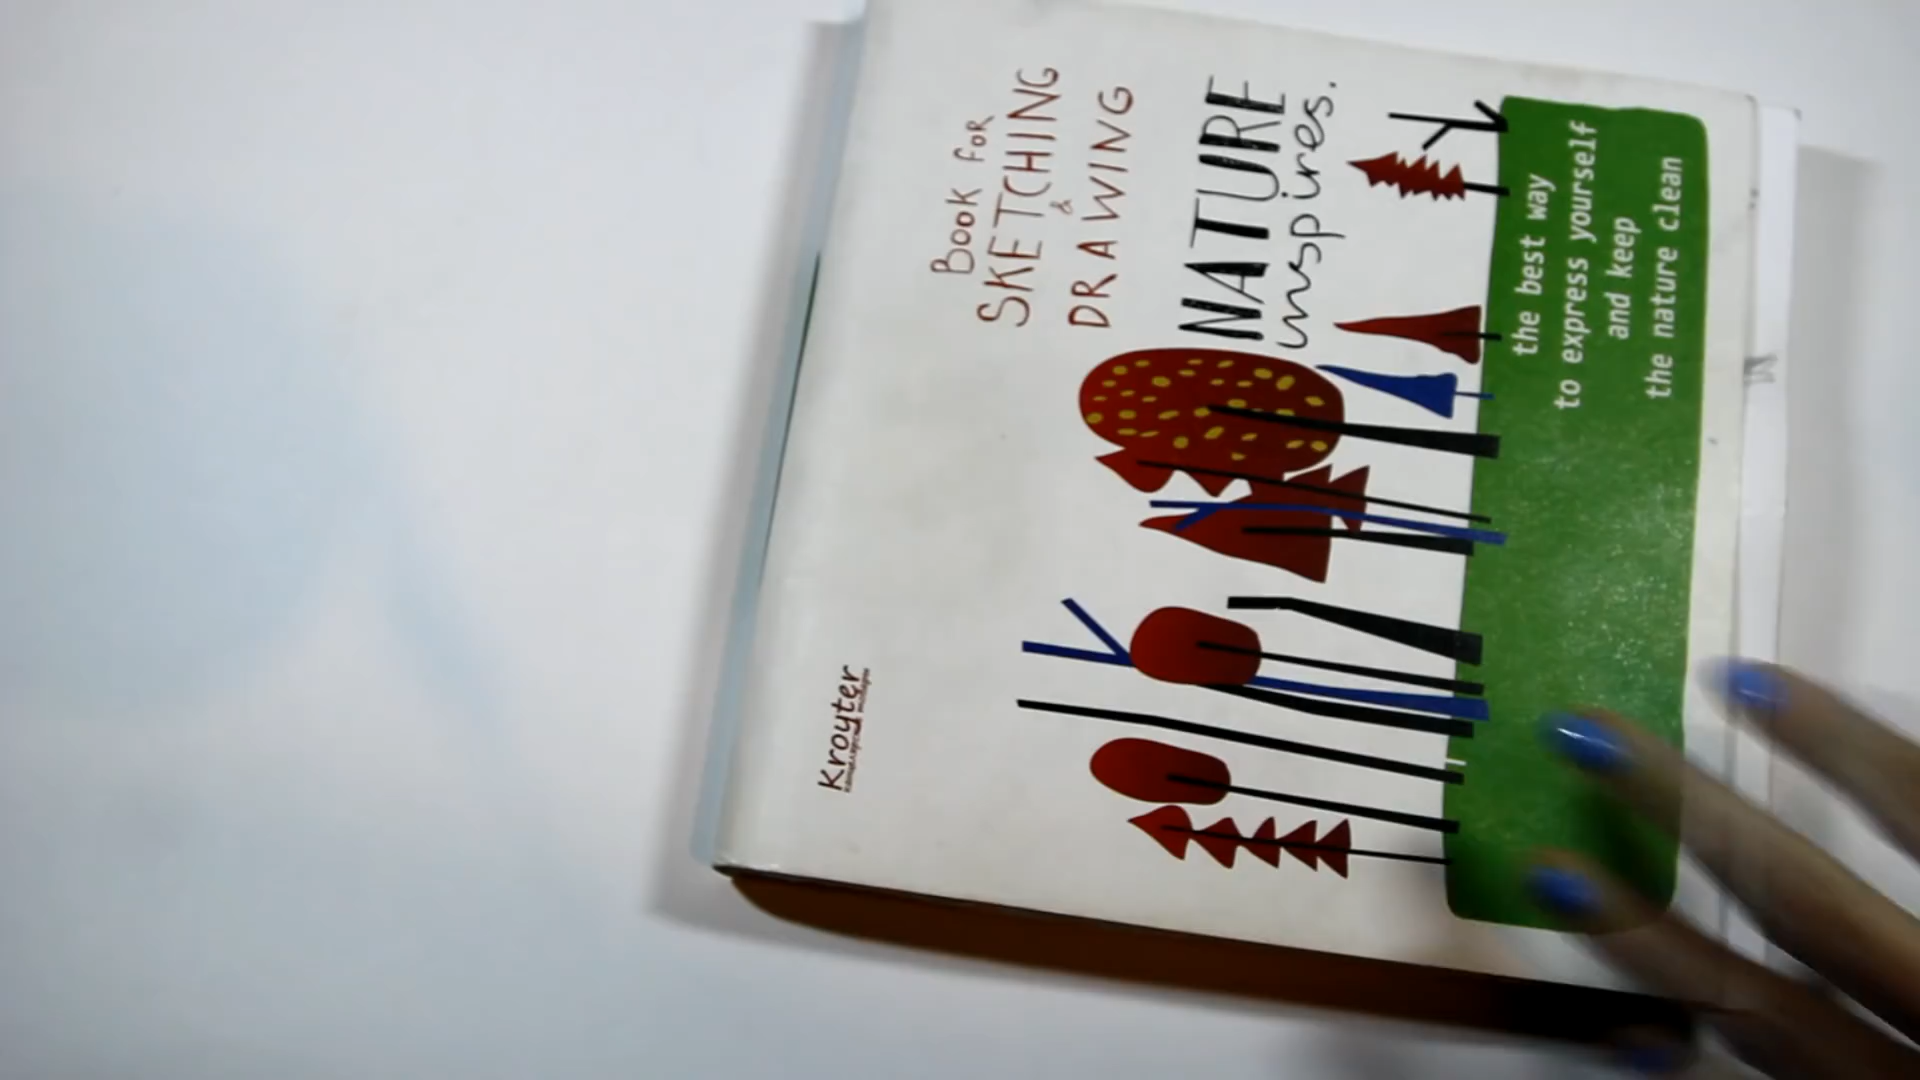 Book for
SKETCHING
&
DRAWING
NATURE
inspires.
the best way
to express yourself
and keep
the nature clean
Kroyter